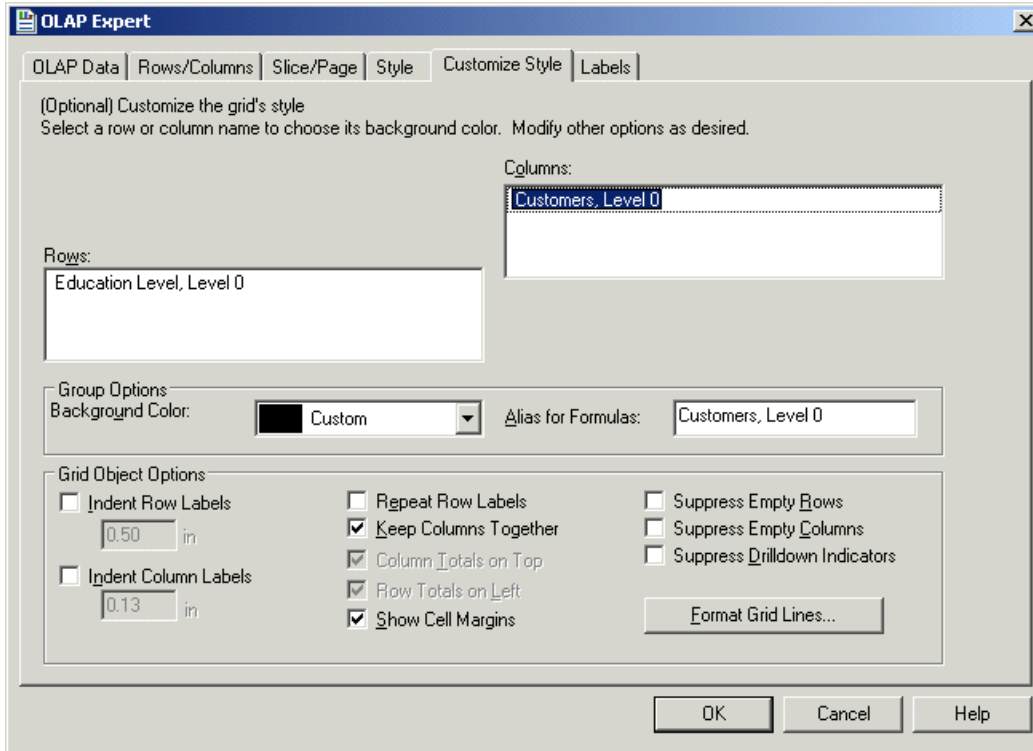 OLAP Expert
OLAP Data Rows/Columns Slice/Page Style Customize Style Labels
(Optional) Customize the grid's style
Select a row or column name to choose its background color. Modify other options as desired.
Columns:
Customers, Level 0
Rows:
Education Level, Level 0
Group Options
Background Color: Custom Alias for Formulas: Customers, Level 0
Grid Object Options
Indent Row Labels Repeat Row Labels Suppress Empty Rows
0.50 in Keep Columns Together Suppress Empty Columns
Column Totals on Top Suppress Drilldown Indicators
Indent Column Labels Row Totals on Left
0.13 in Show Cell Margins Format Grid Lines...
OK Cancel Help